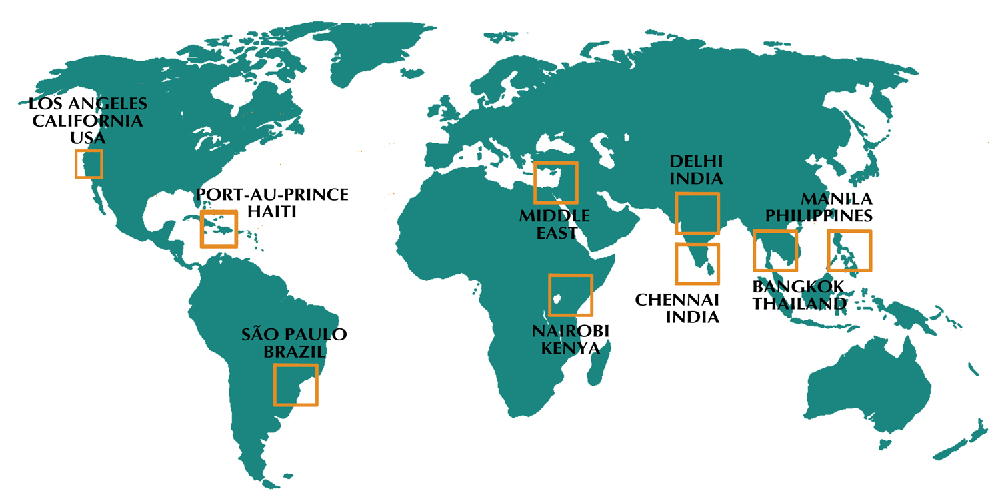 LOS ANGELES
CALIFORNIA
USA
PORT-AU-PRINCE
HAITI
SÃO PAULO
BRAZIL
MIDDLE
EAST
NAIROBI
KENYA
DELHI
INDIA
CHENNAI
INDIA
MANILA
PHILIPPINES
BANGKOK
THAILAND